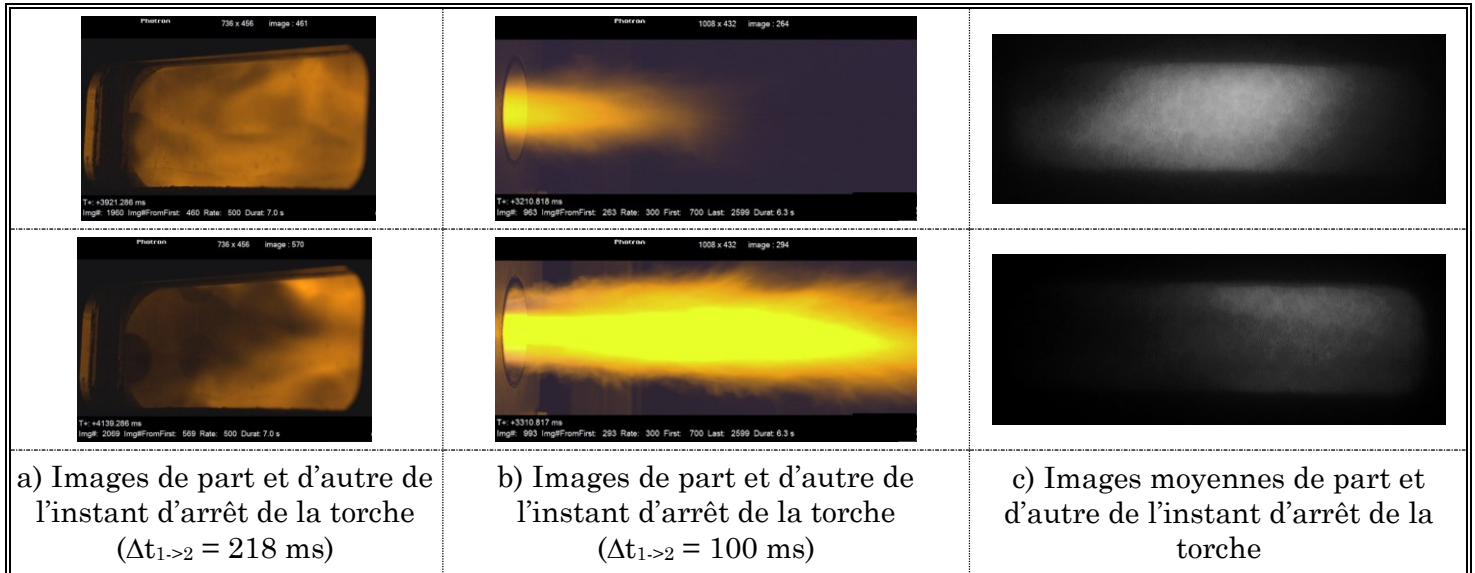 Photron 736 x 456 image : 461
T+: +3921.286 ms
Img#: 1960 Img#FromFirst: 460 Rate: 500 Durat: 7.0 s
Photron 1008 x 432 image : 264
T+: +3210.818 ms
Img#: 963 Img#FromFirst: 263 Rate: 300 First: 700 Last: 2599 Durat: 6.3 s
Photron 736 x 456 image : 570
T+: +4139.286 ms
Img#: 2069 Img#FromFirst: 569 Rate: 500 Durat: 7.0 s
Photron 1008 x 432 image : 294
T+: +3310.817 ms
Img#: 993 Img#FromFirst: 293 Rate: 300 First: 700 Last: 2599 Durat: 6.3 s
a) Images de part et d'autre de
l'instant d'arrêt de la torche
(Δt1->2 = 218 ms)
b) Images de part et d'autre de
l'instant d'arrêt de la torche
(Δt1->2 = 100 ms)
c) Images moyennes de part et
d'autre de l'instant d'arrêt de la
torche